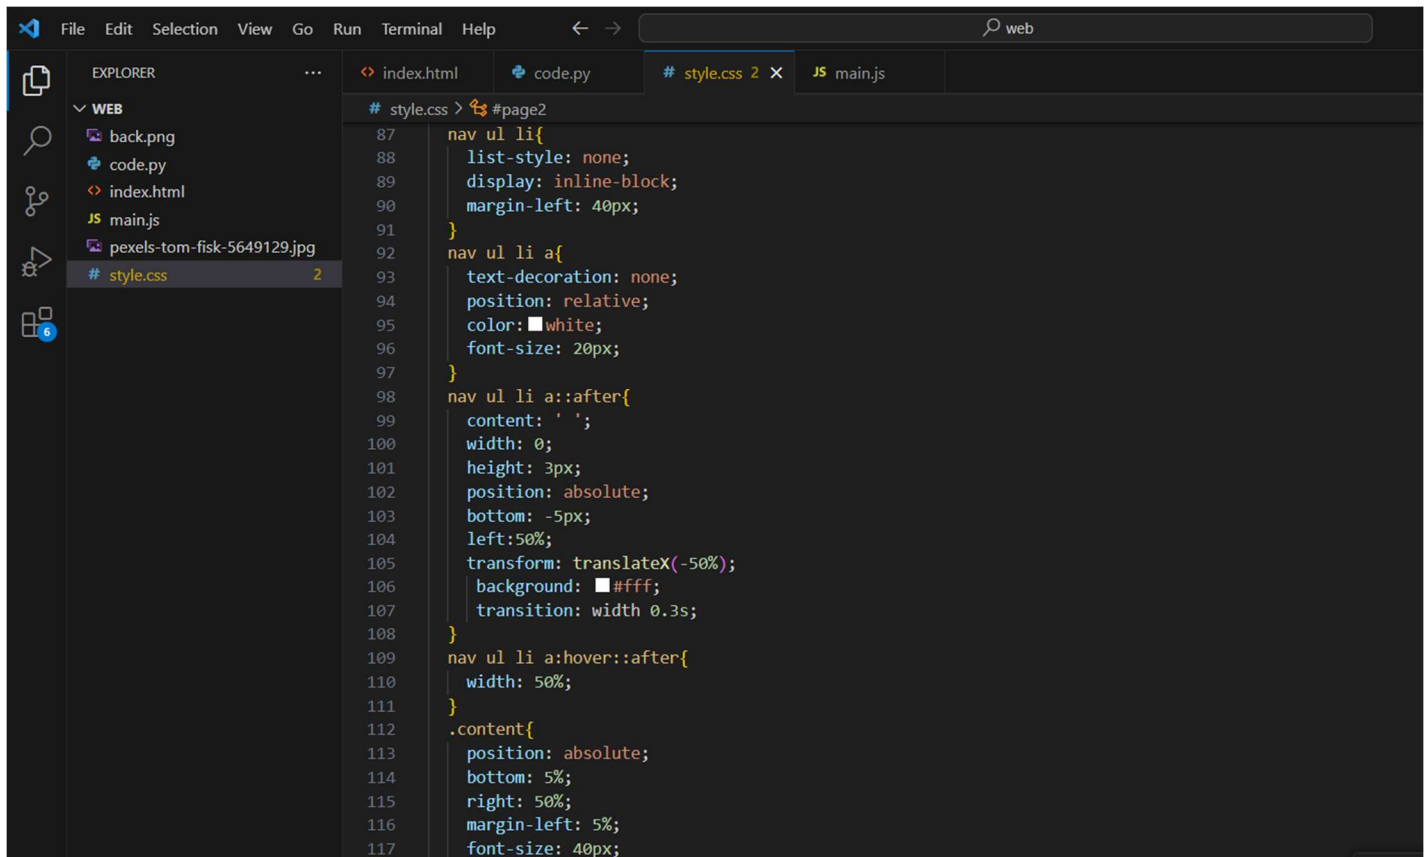 File Edit Selection View Go Run Terminal Help ← → web
EXPLORER ...
WEB
back.png
code.py
index.html
JS main.js
pexels-tom-fisk-5649129.jpg
# style.css 2
6
<> index.html code.py # style.css 2 × JS main.js
# style.css > #page2
87 nav ul li{
88 list-style: none;
89 display: inline-block;
90 margin-left: 40px;
91 }
92 nav ul li a{
93 text-decoration: none;
94 position: relative;
95 color: white;
96 font-size: 20px;
97 }
98 nav ul li a::after{
99 content: ' ';
100 width: 0;
101 height: 3px;
102 position: absolute;
103 bottom: -5px;
104 left:50%;
105 transform: translateX(-50%);
106 background: #fff;
107 transition: width 0.3s;
108 }
109 nav ul li a:hover::after{
110 width: 50%;
111 }
112 .content{
113 position: absolute;
114 bottom: 5%;
115 right: 50%;
116 margin-left: 5%;
117 font-size: 40px;